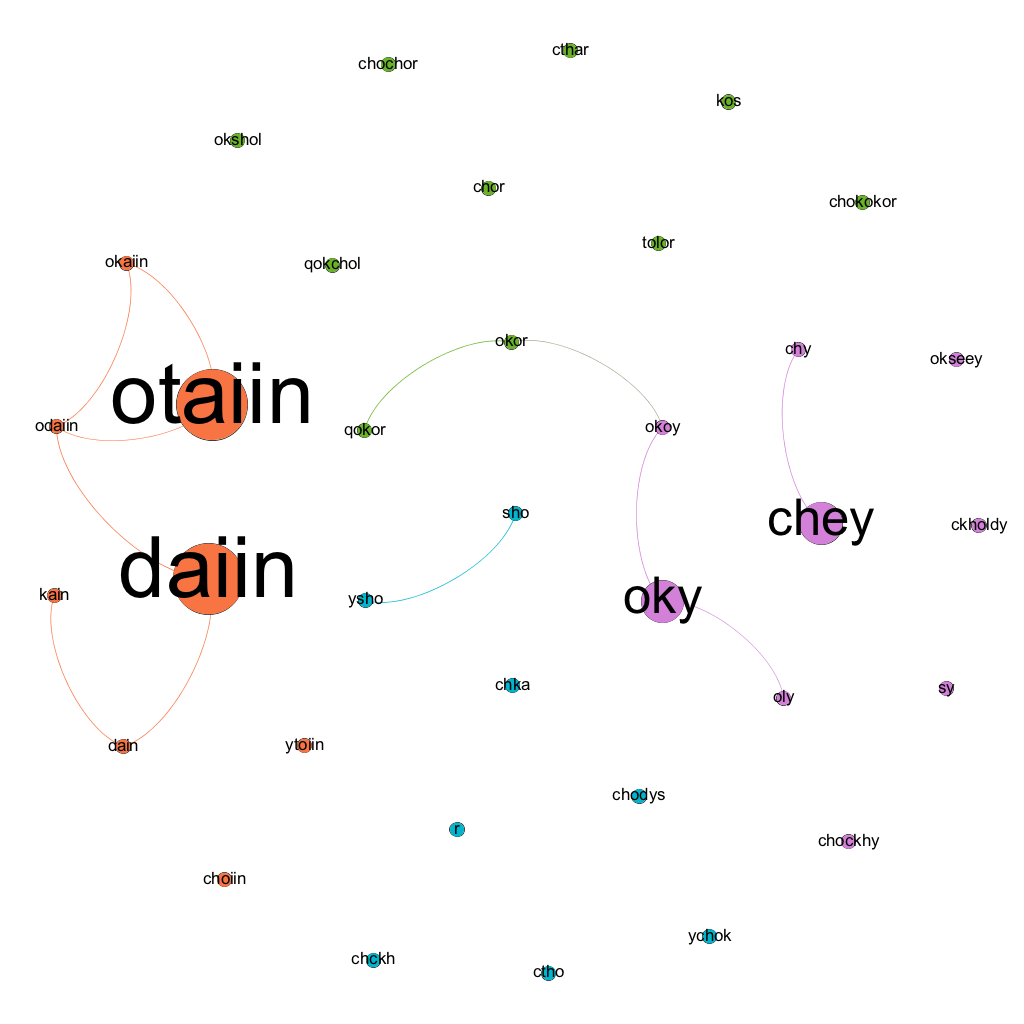 cthar
chochor
kos
okshol
chor
chokokor
tolor
okaiin
qokchol
okor
chy
okseey
otaiin
odaiin
qokor
okoy
sho
chey
ckholdy
daiin
kain
ysho
oky
chka
sy
oly
dain
ytoiin
chodys
r
chockhy
choiin
ychok
chckh
ctho